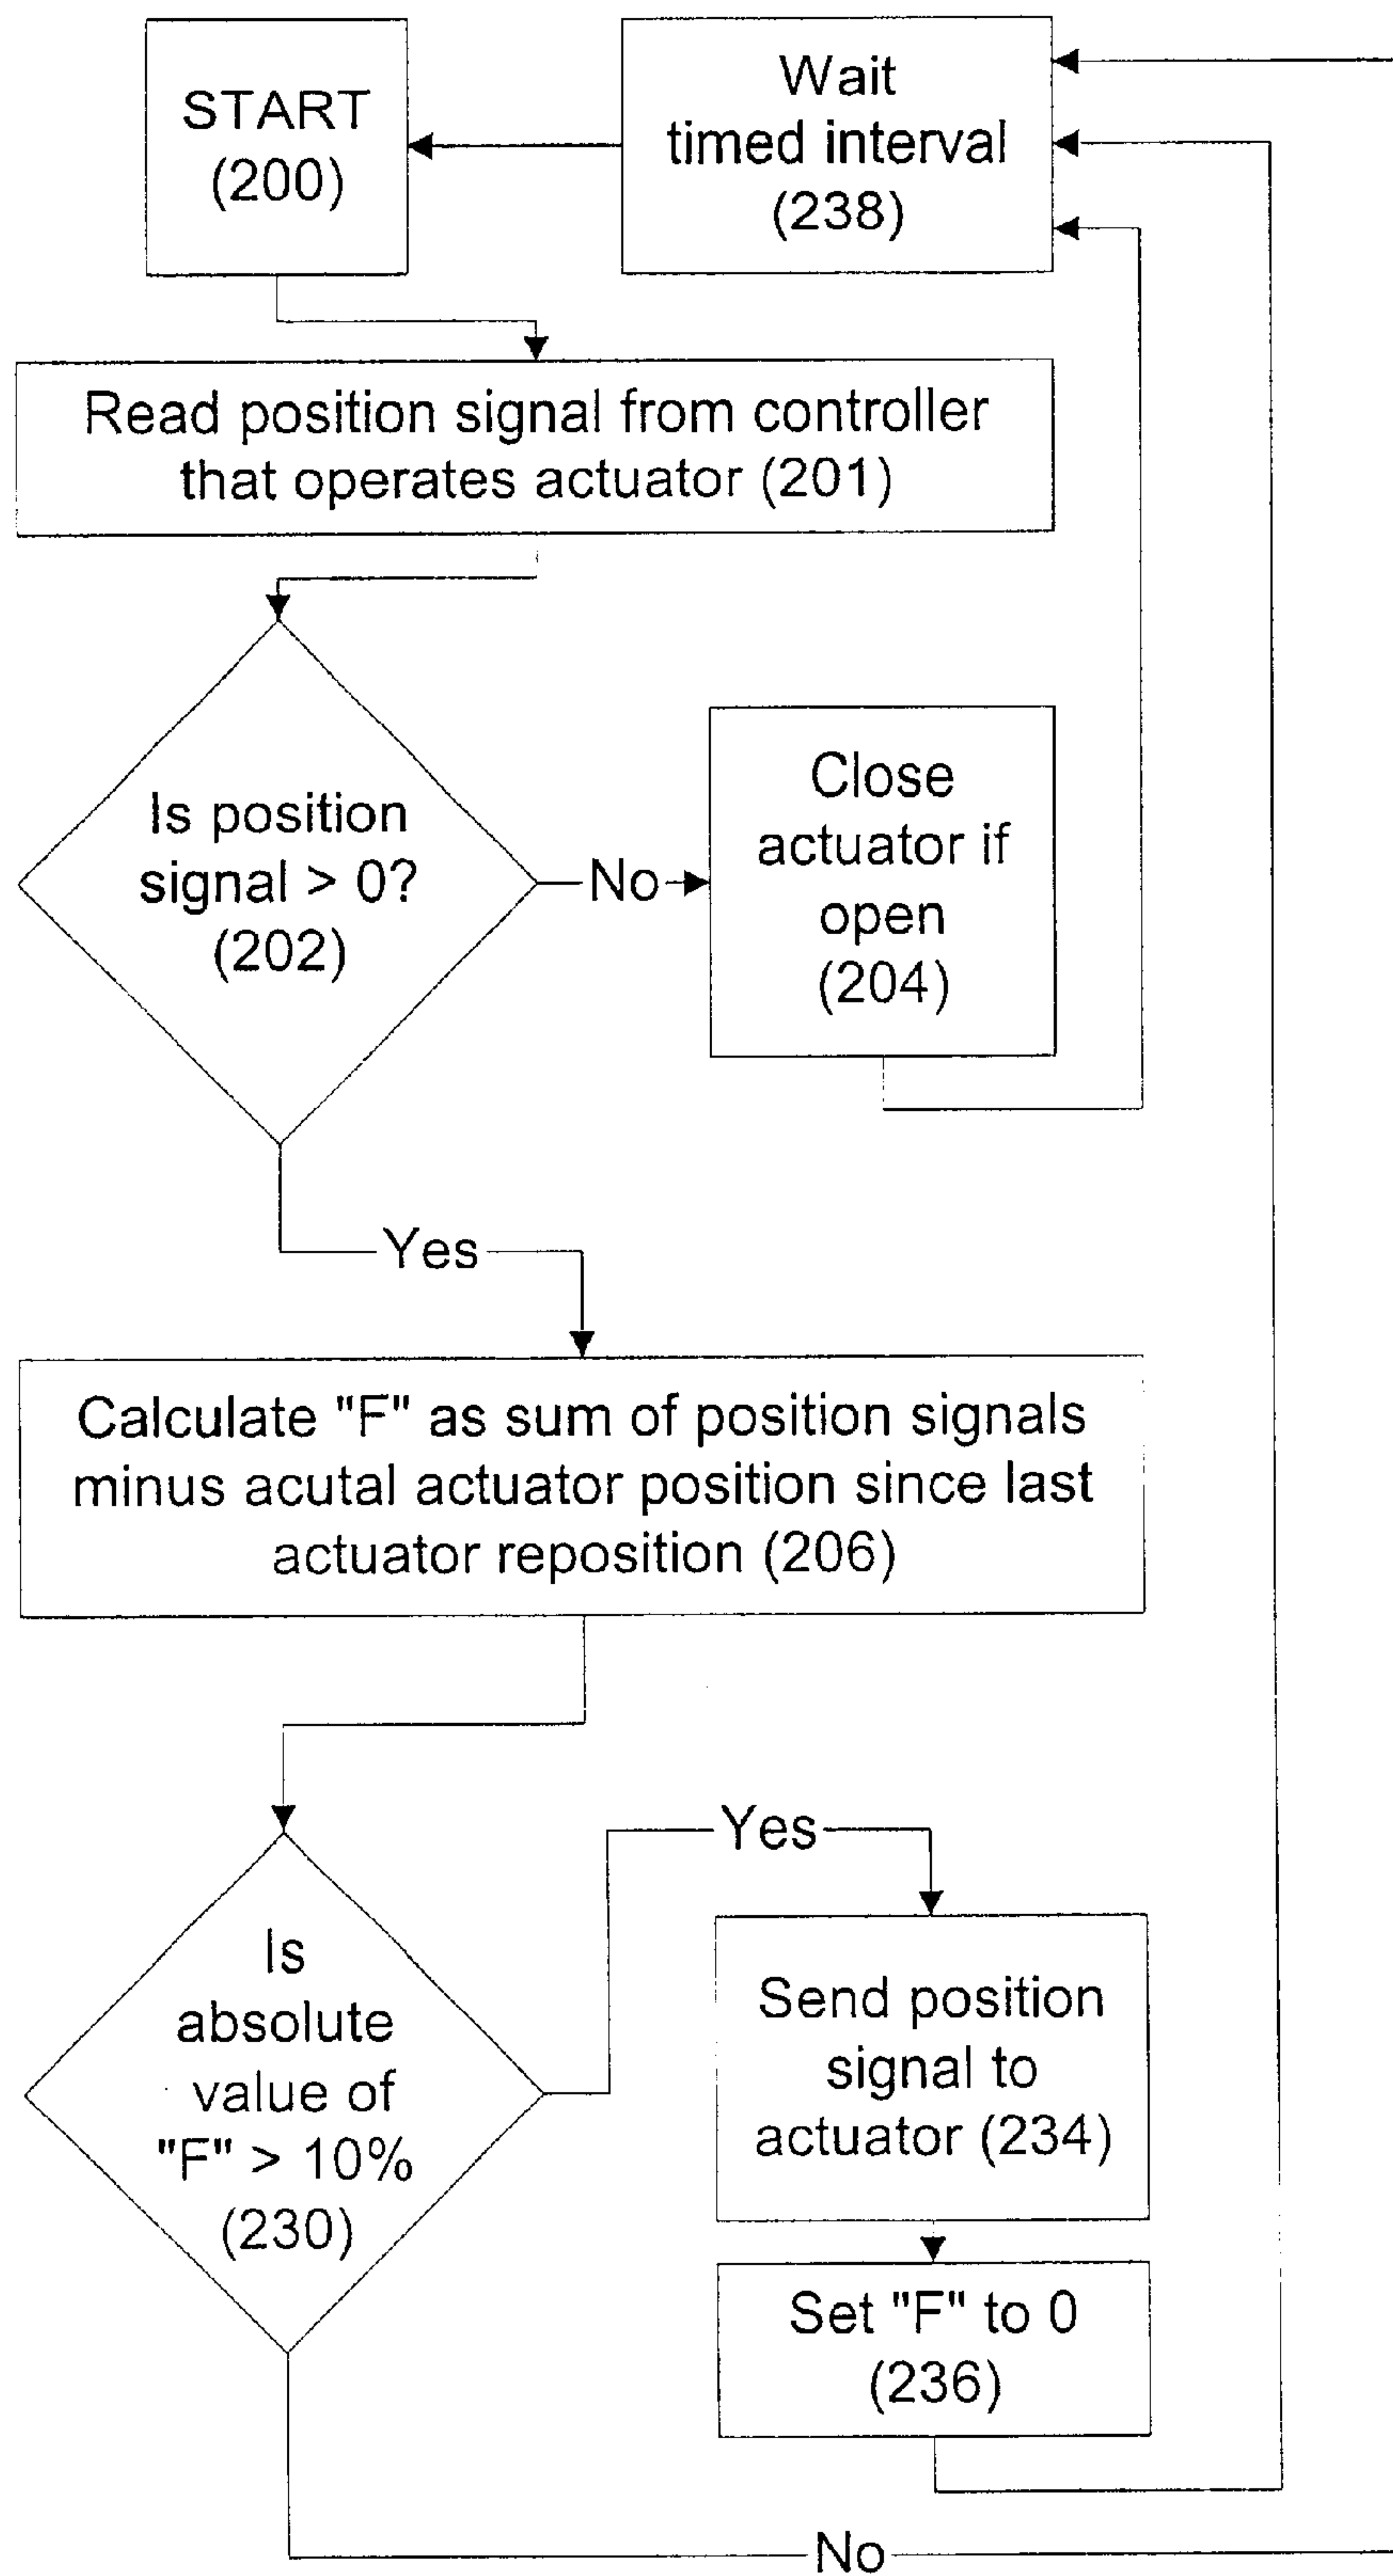 START
(200)
Wait
timed interval
(238)
Read position signal from controller
that operates actuator (201)
Is position
signal > 0?
(202)
No
Close
actuator if
open
(204)
Yes
Calculate "F" as sum of position signals
minus acutal actuator position since last
actuator reposition (206)
Is
absolute
value of
"F" > 10%
(230)
Yes
Send position
signal to
actuator (234)
Set "F" to 0
(236)
No